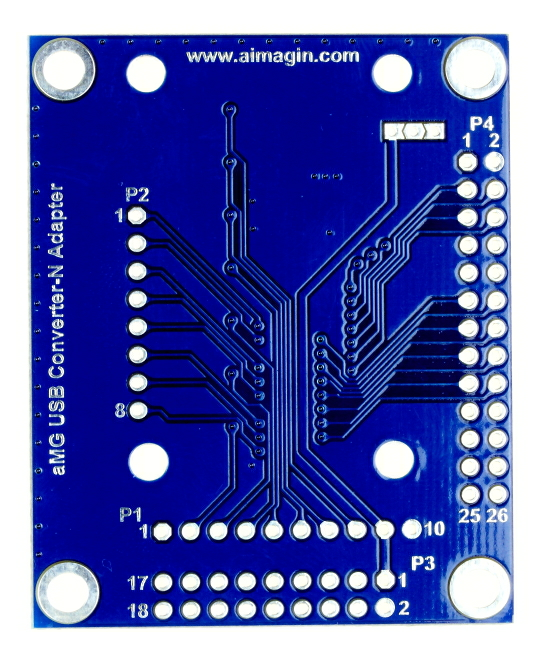 www.aimagin.com
P4
1 2
P2
1
aMG USB Converter-N Adapter
8
P1
25 26
1 10
P3
17 1
18 2